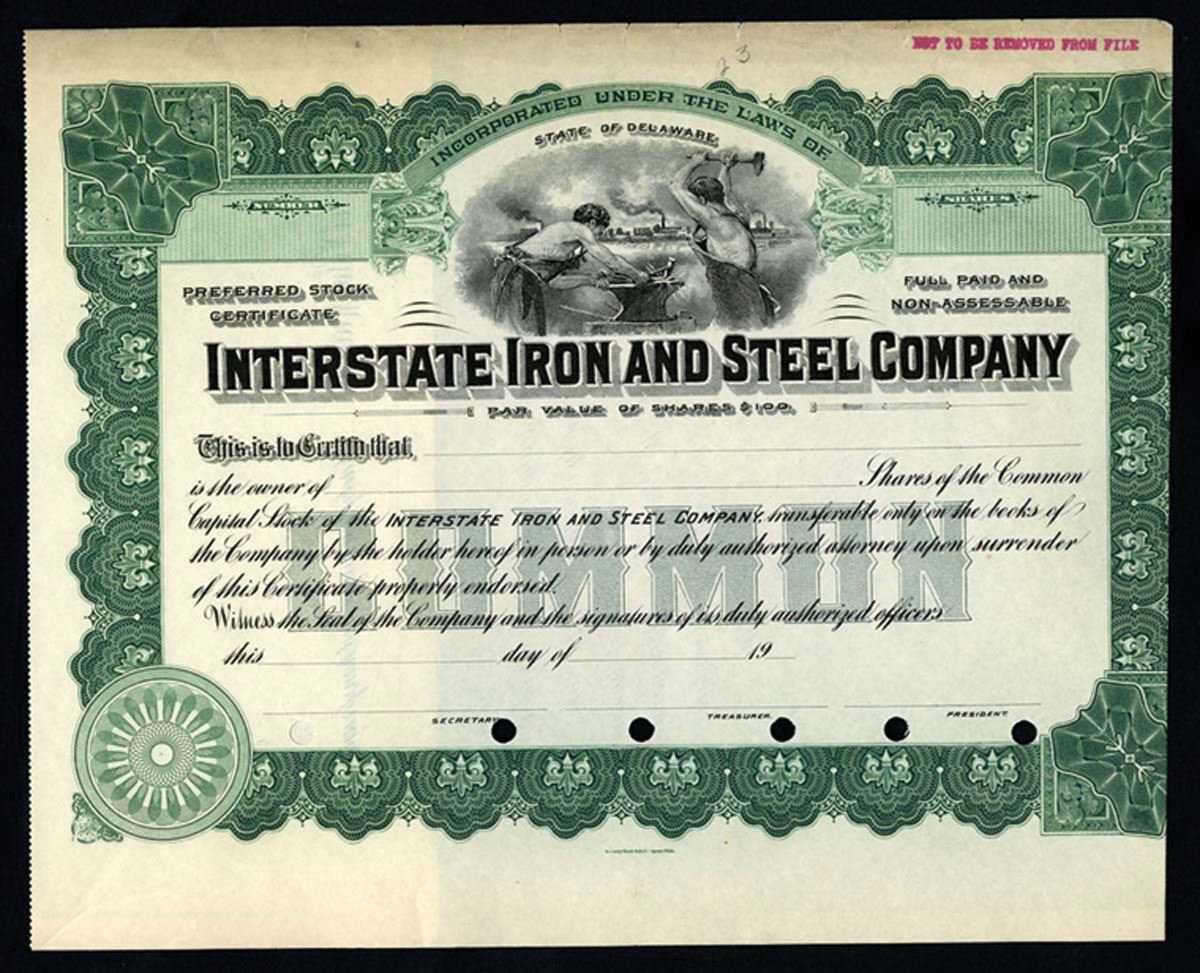 NOT TO BE REMOVED FROM FILE
23
INCORPORATED UNDER THE LAWS OF
STATE OF DELAWARE.
NUMBER
SHARES
PREFERRED STOCK
CERTIFICATE
FULL PAID AND
NON-ASSESSABLE
INTERSTATE IRON AND STEEL COMPANY
PAR VALUE OF SHARES $100.
This is to Certify that,
is the owner of Shares of the Common
Capital Stock of the INTERSTATE IRON AND STEEL COMPANY, transferable only on the books of
the Company by the holder hereof in person or by duly authorized attorney upon surrender
of this Certificate properly endorsed.
COMMON
Witness the Seal of the Company and the signatures of its duly authorized officers
this day of 19
SECRETARY.
TREASURER.
PRESIDENT.